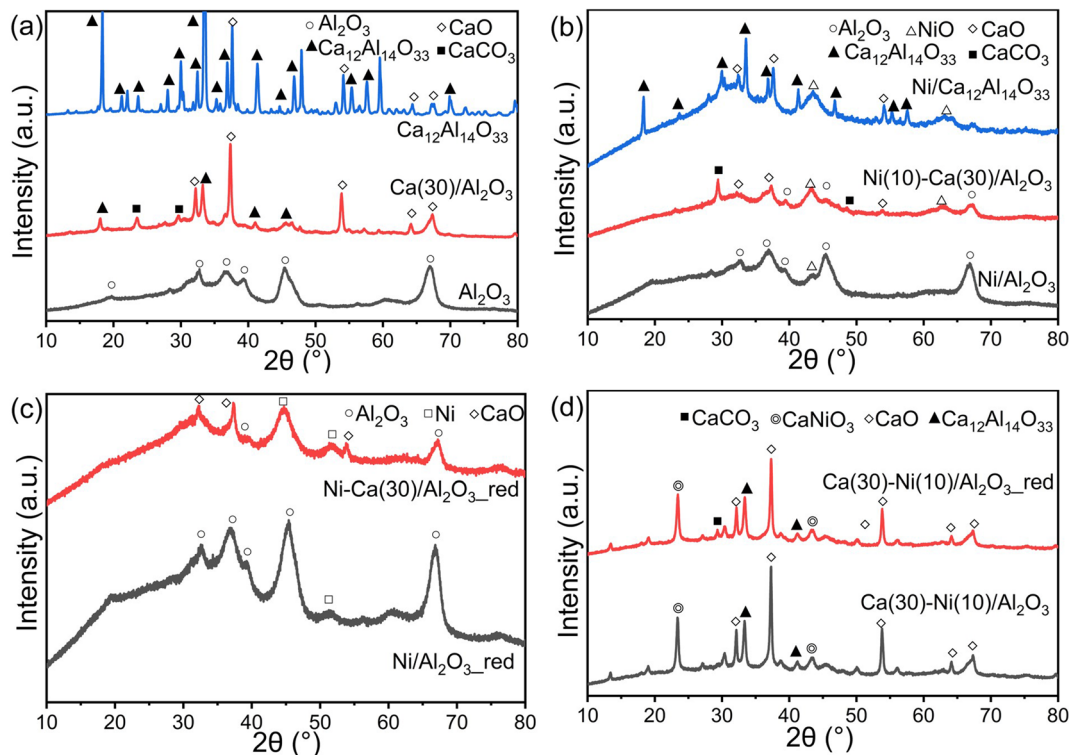 (a)
○ Al₂O₃ ◇ CaO
▲ Ca₁₂Al₁₄O₃₃ ■ CaCO₃
Ca₁₂Al₁₄O₃₃
Ca(30)/Al₂O₃
Al₂O₃
Intensity (a.u.)
10 20 30 40 50 60 70 80
2θ (°)
(b)
○ Al₂O₃ △ NiO ◇ CaO
▲ Ca₁₂Al₁₄O₃₃ ■ CaCO₃
Ni/Ca₁₂Al₁₄O₃₃
Ni(10)-Ca(30)/Al₂O₃
Ni/Al₂O₃
Intensity (a.u.)
10 20 30 40 50 60 70 80
2θ (°)
(c)
○ Al₂O₃ □ Ni ◇ CaO
Ni-Ca(30)/Al₂O₃_red
Ni/Al₂O₃_red
Intensity (a.u.)
10 20 30 40 50 60 70 80
2θ (°)
(d)
■ CaCO₃ ◎ CaNiO₃ ◇ CaO ▲ Ca₁₂Al₁₄O₃₃
Ca(30)-Ni(10)/Al₂O₃_red
Ca(30)-Ni(10)/Al₂O₃
Intensity (a.u.)
10 20 30 40 50 60 70 80
2θ (°)